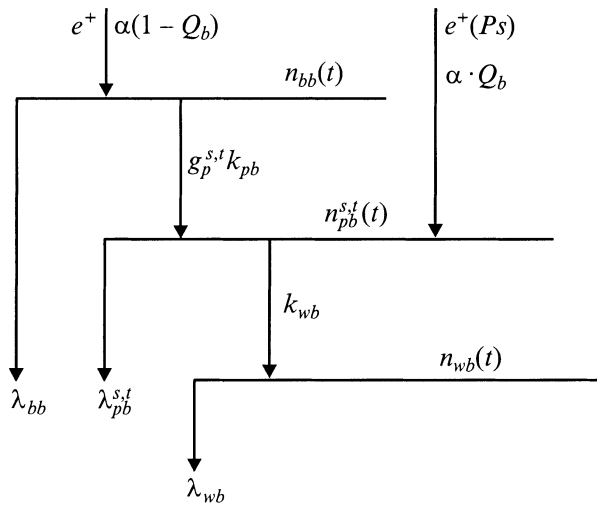 e⁺ α(1 – Q_b)
e⁺(Ps)
n_bb(t)
α · Q_b
g_p^{s,t} k_pb
n_pb^{s,t}(t)
k_wb
n_wb(t)
λ_bb
λ_pb^{s,t}
λ_wb